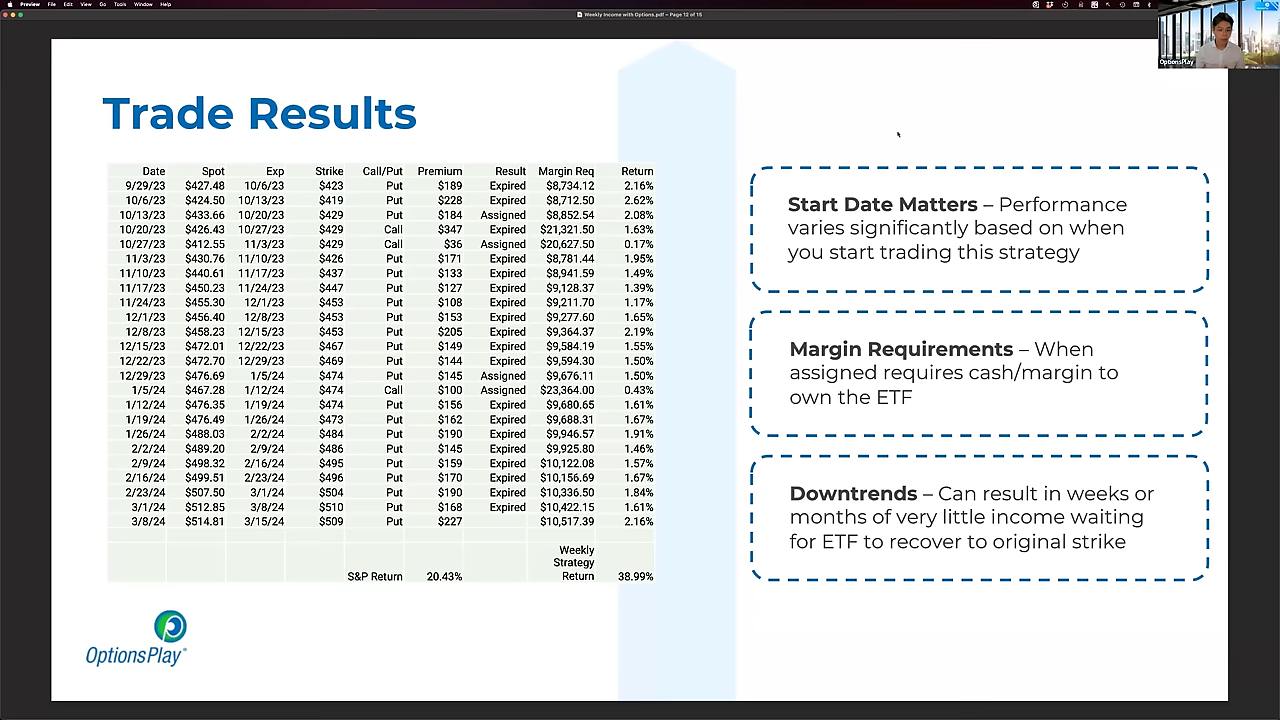 Preview File Edit View Go Tools Window Help
Weekly Income with Options.pdf – Page 12 of 15
OptionsPlay
Trade Results
Date Spot Exp Strike Call/Put Premium Result Margin Req Return
9/29/23 $427.48 10/6/23 $423 Put $189 Expired $8,734.12 2.16%
10/6/23 $424.50 10/13/23 $419 Put $228 Expired $8,712.50 2.62%
10/13/23 $433.66 10/20/23 $429 Put $184 Assigned $8,852.54 2.08%
10/20/23 $426.43 10/27/23 $429 Call $347 Expired $21,321.50 1.63%
10/27/23 $412.55 11/3/23 $429 Call $36 Assigned $20,627.50 0.17%
11/3/23 $430.76 11/10/23 $426 Put $171 Expired $8,781.44 1.95%
11/10/23 $440.61 11/17/23 $437 Put $133 Expired $8,941.59 1.49%
11/17/23 $450.23 11/24/23 $447 Put $127 Expired $9,128.37 1.39%
11/24/23 $455.30 12/1/23 $453 Put $108 Expired $9,211.70 1.17%
12/1/23 $456.40 12/8/23 $453 Put $153 Expired $9,277.60 1.65%
12/8/23 $458.23 12/15/23 $453 Put $205 Expired $9,364.37 2.19%
12/15/23 $472.01 12/22/23 $467 Put $149 Expired $9,584.19 1.55%
12/22/23 $472.70 12/29/23 $469 Put $144 Expired $9,594.30 1.50%
12/29/23 $476.69 1/5/24 $474 Put $145 Assigned $9,676.11 1.50%
1/5/24 $467.28 1/12/24 $474 Call $100 Assigned $23,364.00 0.43%
1/12/24 $476.35 1/19/24 $474 Put $156 Expired $9,680.65 1.61%
1/19/24 $476.49 1/26/24 $473 Put $162 Expired $9,688.31 1.67%
1/26/24 $488.03 2/2/24 $484 Put $190 Expired $9,946.57 1.91%
2/2/24 $489.20 2/9/24 $486 Put $145 Expired $9,925.80 1.46%
2/9/24 $498.32 2/16/24 $495 Put $159 Expired $10,122.08 1.57%
2/16/24 $499.51 2/23/24 $496 Put $170 Expired $10,156.69 1.67%
2/23/24 $507.50 3/1/24 $504 Put $190 Expired $10,336.50 1.84%
3/1/24 $512.85 3/8/24 $510 Put $168 Expired $10,422.15 1.61%
3/8/24 $514.81 3/15/24 $509 Put $227 $10,517.39 2.16%
Weekly
Strategy
S&P Return 20.43% Return 38.99%
Start Date Matters – Performance
varies significantly based on when
you start trading this strategy
Margin Requirements – When
assigned requires cash/margin to
own the ETF
Downtrends – Can result in weeks or
months of very little income waiting
for ETF to recover to original strike
OptionsPlay